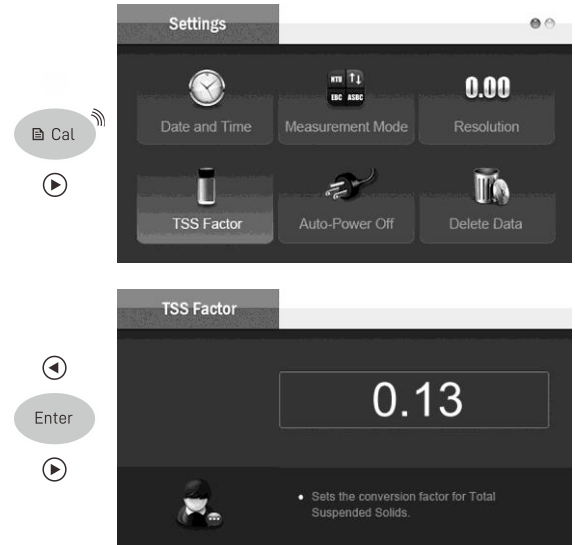 Settings
NTU
EBC ASBC
0.00
Date and Time
Measurement Mode
Resolution
Cal
TSS Factor
Auto-Power Off
Delete Data
TSS Factor
0.13
Enter
Sets the conversion factor for Total
Suspended Solids.